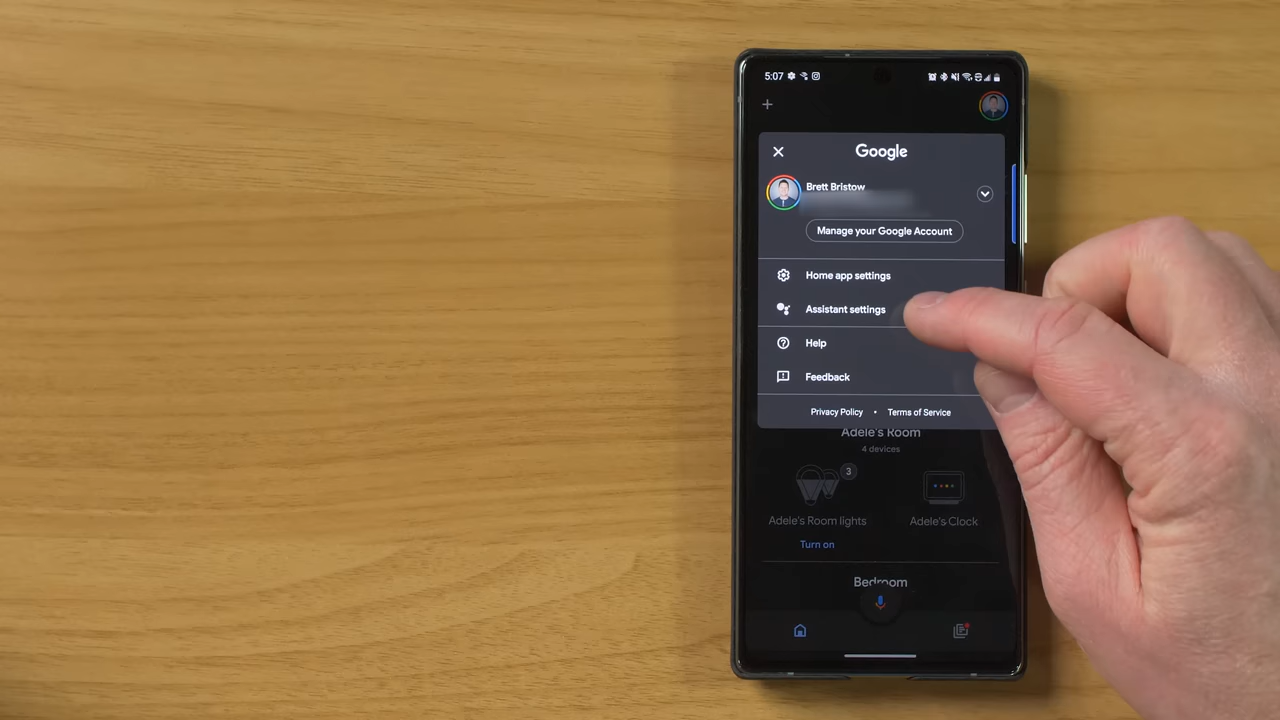 5:07
Google
Brett Bristow
Manage your Google Account
Home app settings
Assistant settings
Help
Feedback
Privacy Policy • Terms of Service
Adele's Room
4 devices
3
Adele's Room lights
Adele's Clock
Turn on
Bedroom